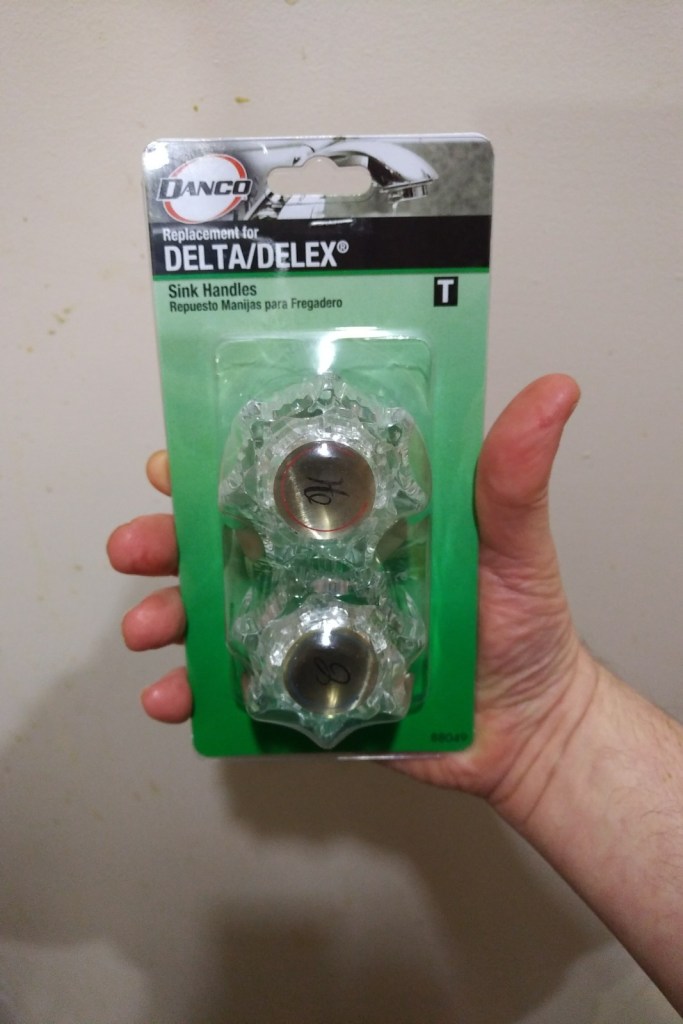 DANCO
Replacement for
DELTA/DELEX®
Sink Handles
Repuesto Manijas para Fregadero
T
H
C